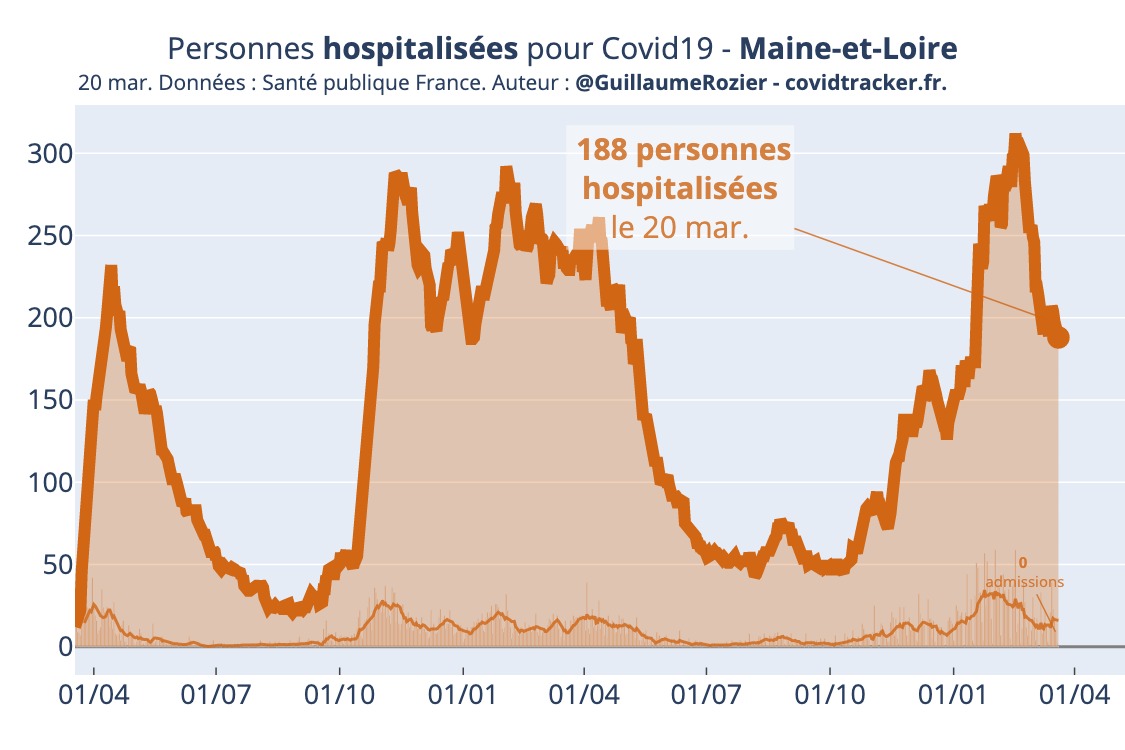 Personnes hospitalisées pour Covid19 - Maine-et-Loire
20 mar. Données : Santé publique France. Auteur : @GuillaumeRozier - covidtracker.fr.
188 personnes
hospitalisées
le 20 mar.
300
250
200
150
100
50
0
0
admissions
01/04 01/07 01/10 01/01 01/04 01/07 01/10 01/01 01/04